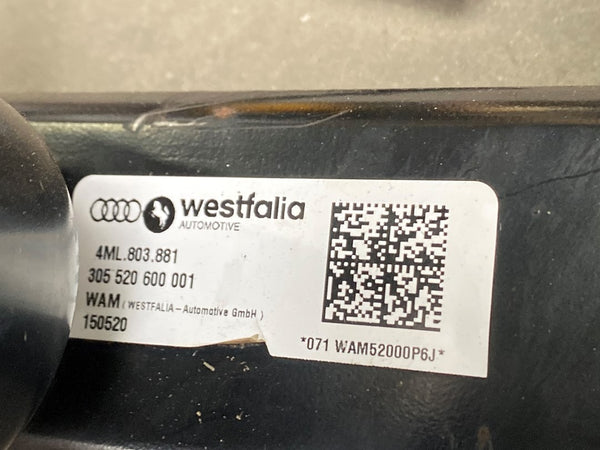 westfalia
AUTOMOTIVE
4ML.803.881
305 520 600 001
WAM (WESTFALIA-Automotive GmbH)
150520
*071 WAM52000P6J*